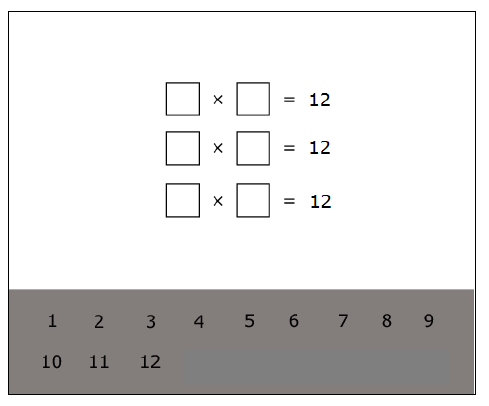 × = 12
× = 12
× = 12
1 2 3 4 5 6 7 8 9
10 11 12